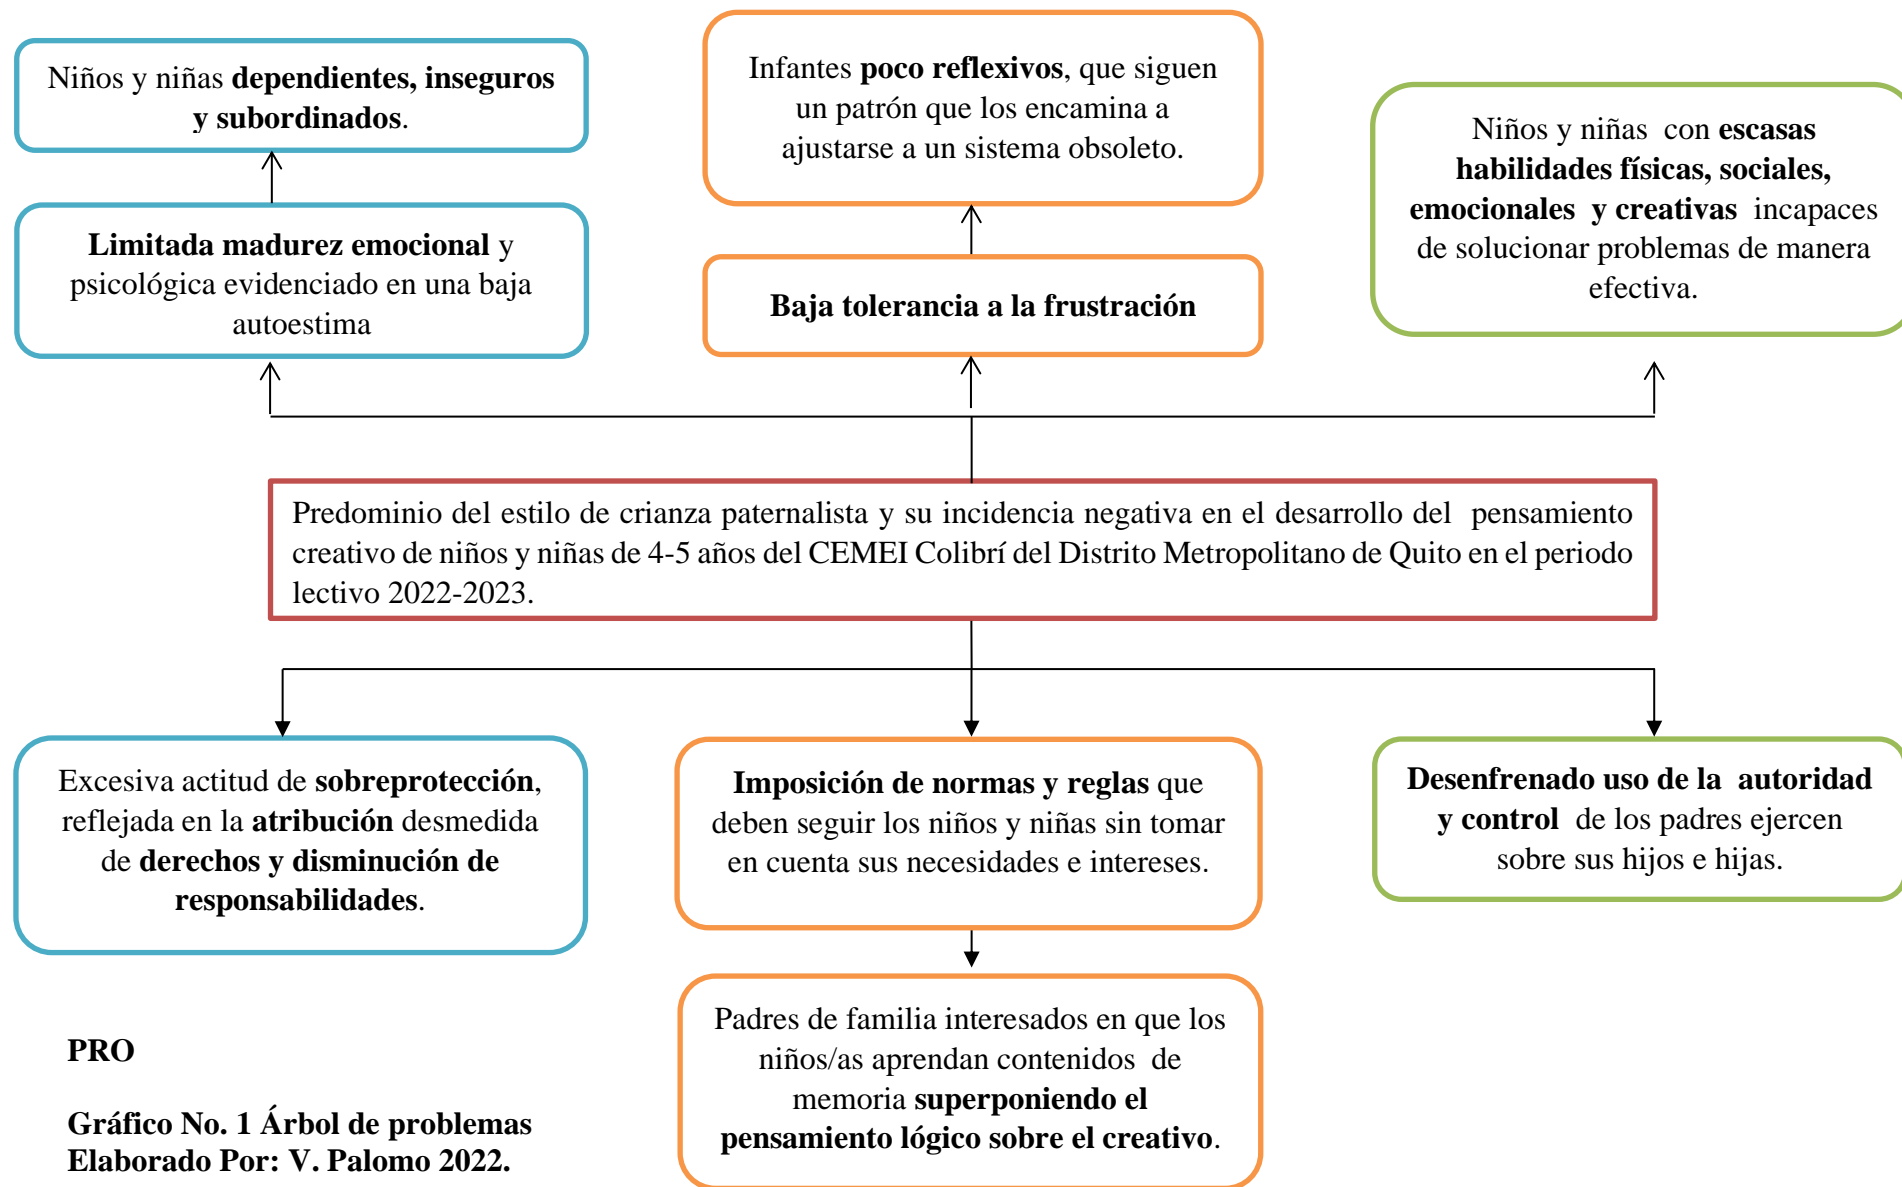 Niños y niñas dependientes, inseguros
y subordinados.
Limitada madurez emocional y
psicológica evidenciado en una baja
autoestima
Infantes poco reflexivos, que siguen
un patrón que los encamina a
ajustarse a un sistema obsoleto.
Baja tolerancia a la frustración
Niños y niñas con escasas
habilidades físicas, sociales,
emocionales y creativas incapaces
de solucionar problemas de manera
efectiva.
Predominio del estilo de crianza paternalista y su incidencia negativa en el desarrollo del pensamiento
creativo de niños y niñas de 4-5 años del CEMEI Colibrí del Distrito Metropolitano de Quito en el periodo
lectivo 2022-2023.
Excesiva actitud de sobreprotección,
reflejada en la atribución desmedida
de derechos y disminución de
responsabilidades.
Imposición de normas y reglas que
deben seguir los niños y niñas sin tomar
en cuenta sus necesidades e intereses.
Desenfrenado uso de la autoridad
y control de los padres ejercen
sobre sus hijos e hijas.
Padres de familia interesados en que los
niños/as aprendan contenidos de
memoria superponiendo el
pensamiento lógico sobre el creativo.
PRO
Gráfico No. 1 Árbol de problemas
Elaborado Por: V. Palomo 2022.